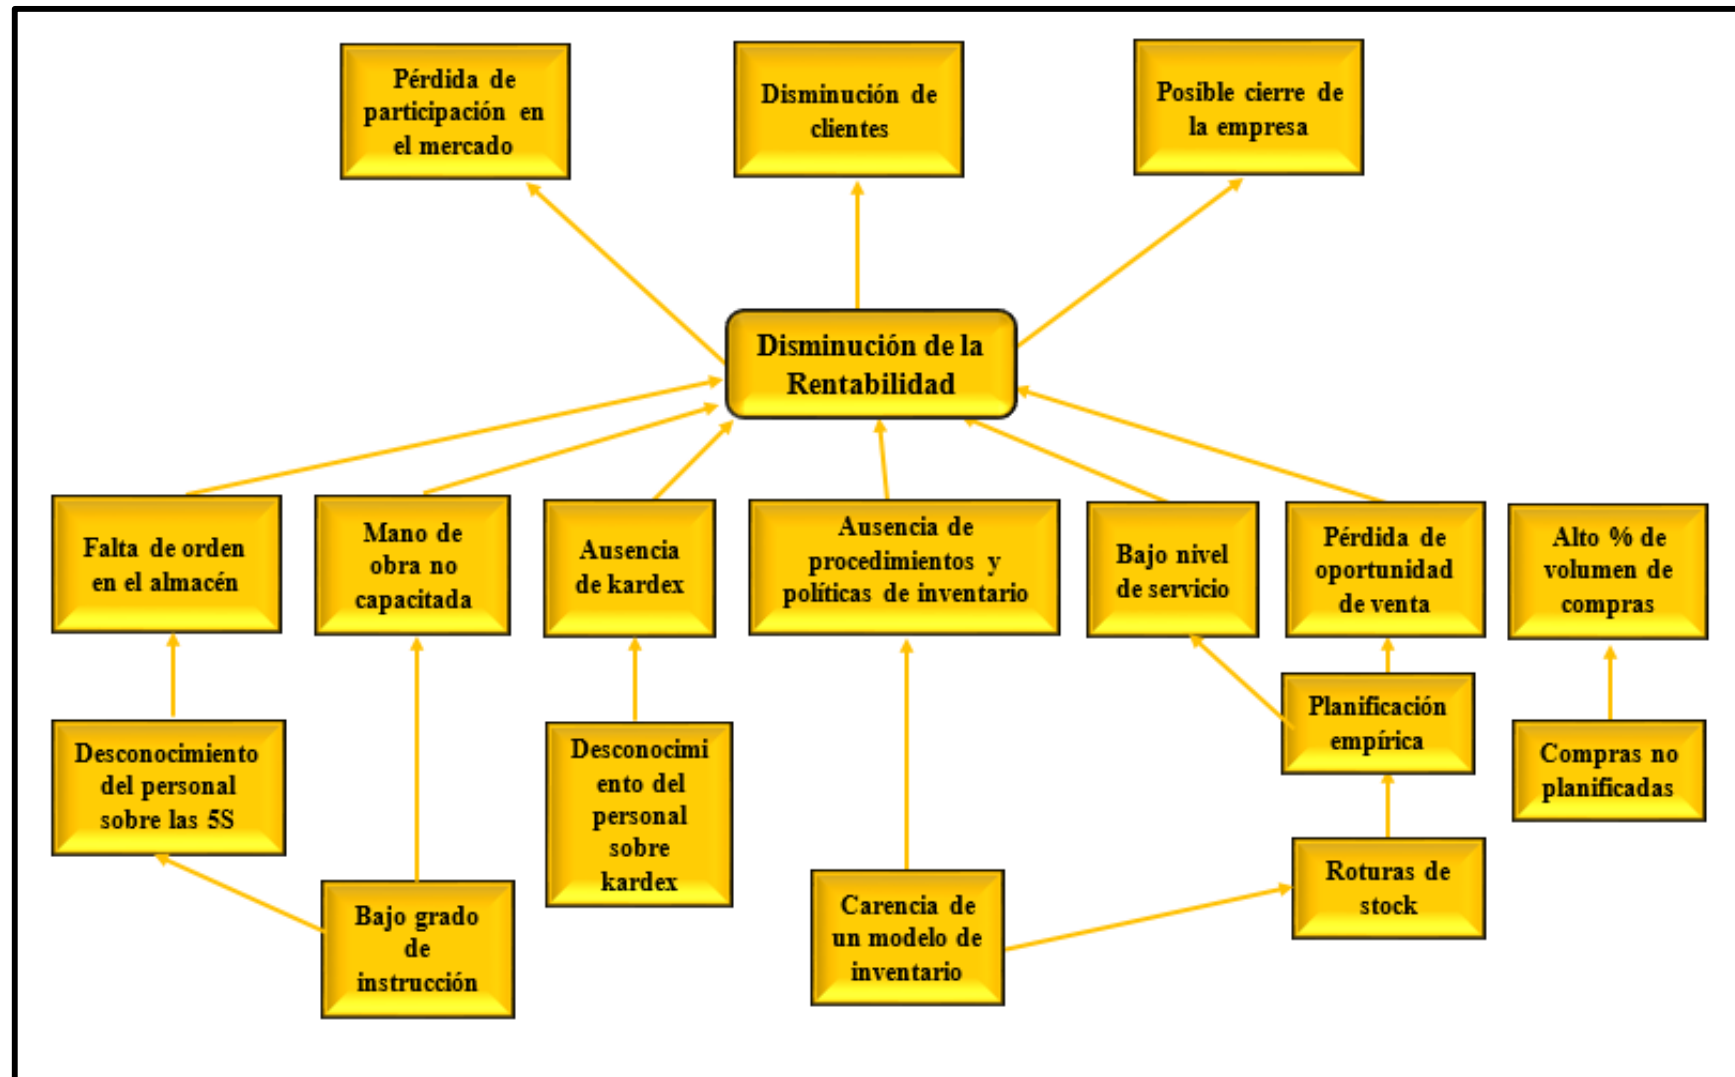 Pérdida de
participación en
el mercado
Disminución de
clientes
Posible cierre de
la empresa
Disminución de la
Rentabilidad
Falta de orden
en el almacén
Mano de
obra no
capacitada
Ausencia
de kardex
Ausencia de
procedimientos y
políticas de inventario
Bajo nivel
de servicio
Pérdida de
oportunidad
de venta
Alto % de
volumen de
compras
Desconocimiento
del personal
sobre las 5S
Desconocimi
ento del
personal
sobre
kardex
Planificación
empírica
Compras no
planificadas
Bajo grado
de
instrucción
Carencia de
un modelo de
inventario
Roturas de
stock